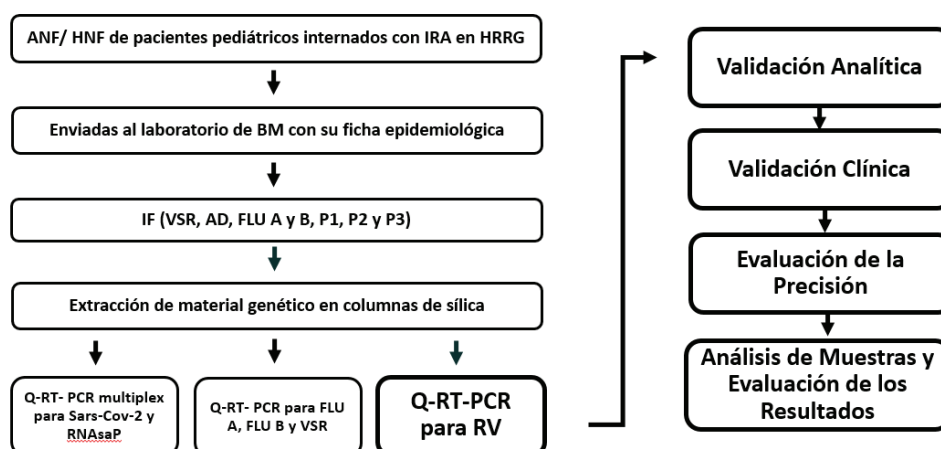 ANF/ HNF de pacientes pediátricos internados con IRA en HRRG
Enviadas al laboratorio de BM con su ficha epidemiológica
IF (VSR, AD, FLU A y B, P1, P2 y P3)
Extracción de material genético en columnas de sílica
Q-RT- PCR multiplex
para Sars-Cov-2 y
RNAsaP
Q-RT- PCR para FLU
A, FLU B y VSR
Q-RT-PCR
para RV
Validación Analítica
Validación Clínica
Evaluación de la
Precisión
Análisis de Muestras y
Evaluación de los
Resultados